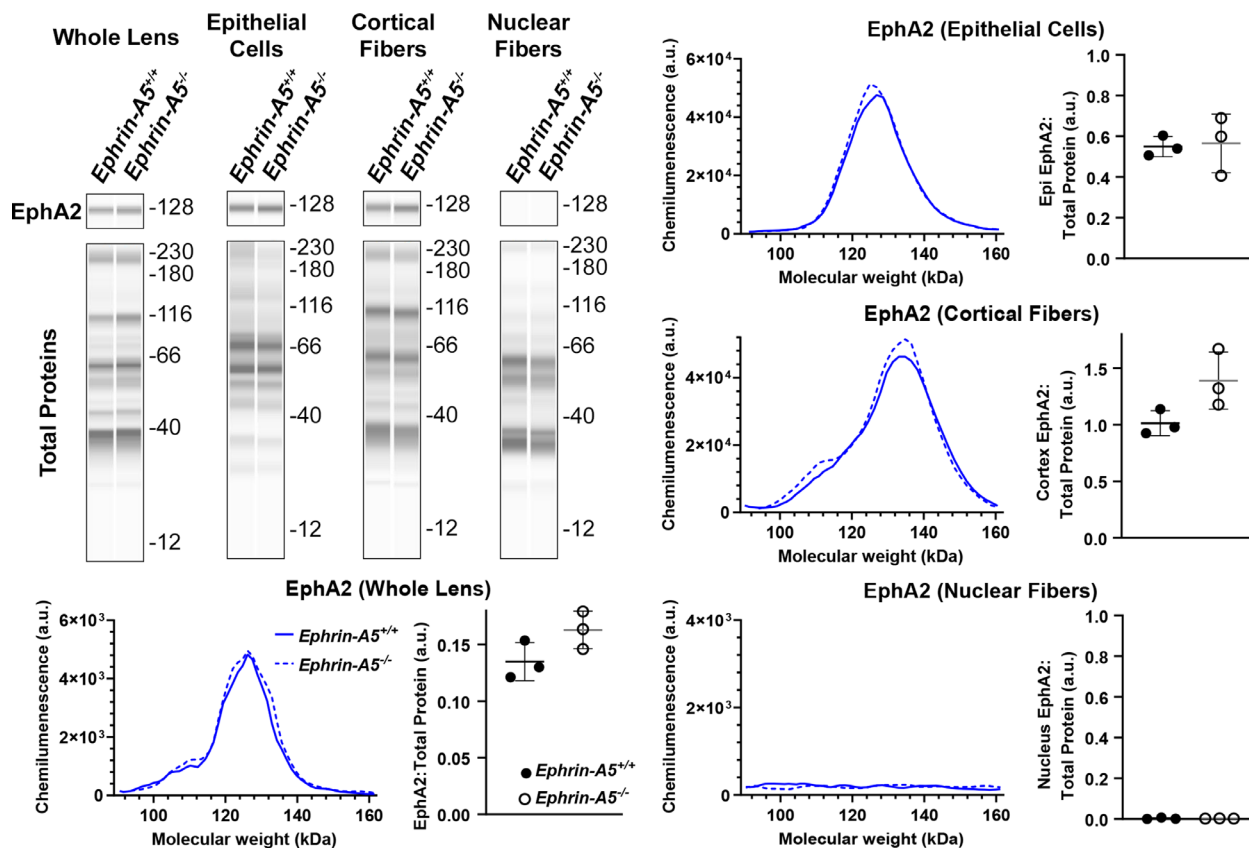 Whole Lens
Epithelial
Cells
Cortical
Fibers
Nuclear
Fibers
Ephrin-A5+/+
Ephrin-A5-/-
Ephrin-A5+/+
Ephrin-A5-/-
Ephrin-A5+/+
Ephrin-A5-/-
Ephrin-A5+/+
Ephrin-A5-/-
EphA2
-128
-128
-128
-128
Total Proteins
-230
-180
-116
-66
-40
-12
-230
-180
-116
-66
-40
-12
-230
-180
-116
-66
-40
-12
-230
-180
-116
-66
-40
-12
EphA2 (Whole Lens)
Chemilumenescence (a.u.)
6×10³
4×10³
2×10³
0
100
120
140
160
Molecular weight (kDa)
Ephrin-A5+/+
Ephrin-A5-/-
EphA2:Total Protein (a.u.)
0.15
0.10
0.05
0.00
Ephrin-A5+/+
Ephrin-A5-/-
EphA2 (Epithelial Cells)
Chemilumenescence (a.u.)
6×10⁴
4×10⁴
2×10⁴
0
100
120
140
160
Molecular weight (kDa)
Epi EphA2:
Total Protein (a.u.)
1.0
0.8
0.6
0.4
0.2
0.0
EphA2 (Cortical Fibers)
Chemilumenescence (a.u.)
6×10⁴
4×10⁴
2×10⁴
0
100
120
140
160
Molecular weight (kDa)
Cortex EphA2:
Total Protein (a.u.)
1.5
1.0
0.5
0.0
EphA2 (Nuclear Fibers)
Chemilumenescence (a.u.)
6×10³
4×10³
2×10³
0
100
120
140
160
Molecular weight (kDa)
Nucleus EphA2:
Total Protein (a.u.)
1.0
0.8
0.6
0.4
0.2
0.0